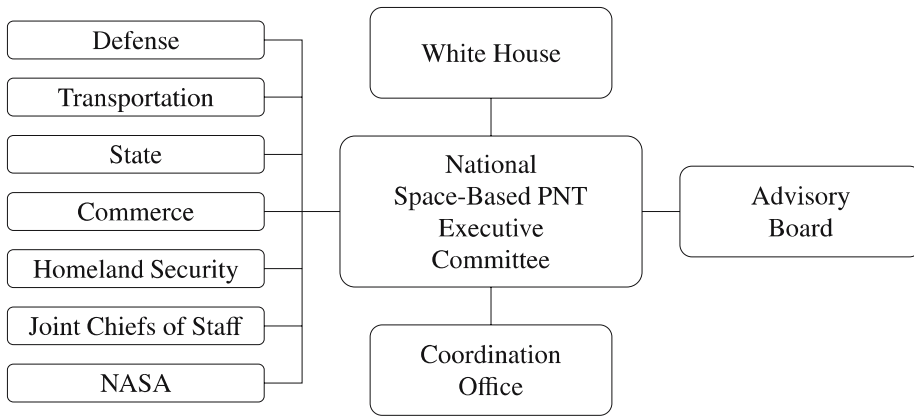 Defense
Transportation
State
Commerce
Homeland Security
Joint Chiefs of Staff
NASA
White House
National
Space-Based PNT
Executive
Committee
Coordination
Office
Advisory
Board